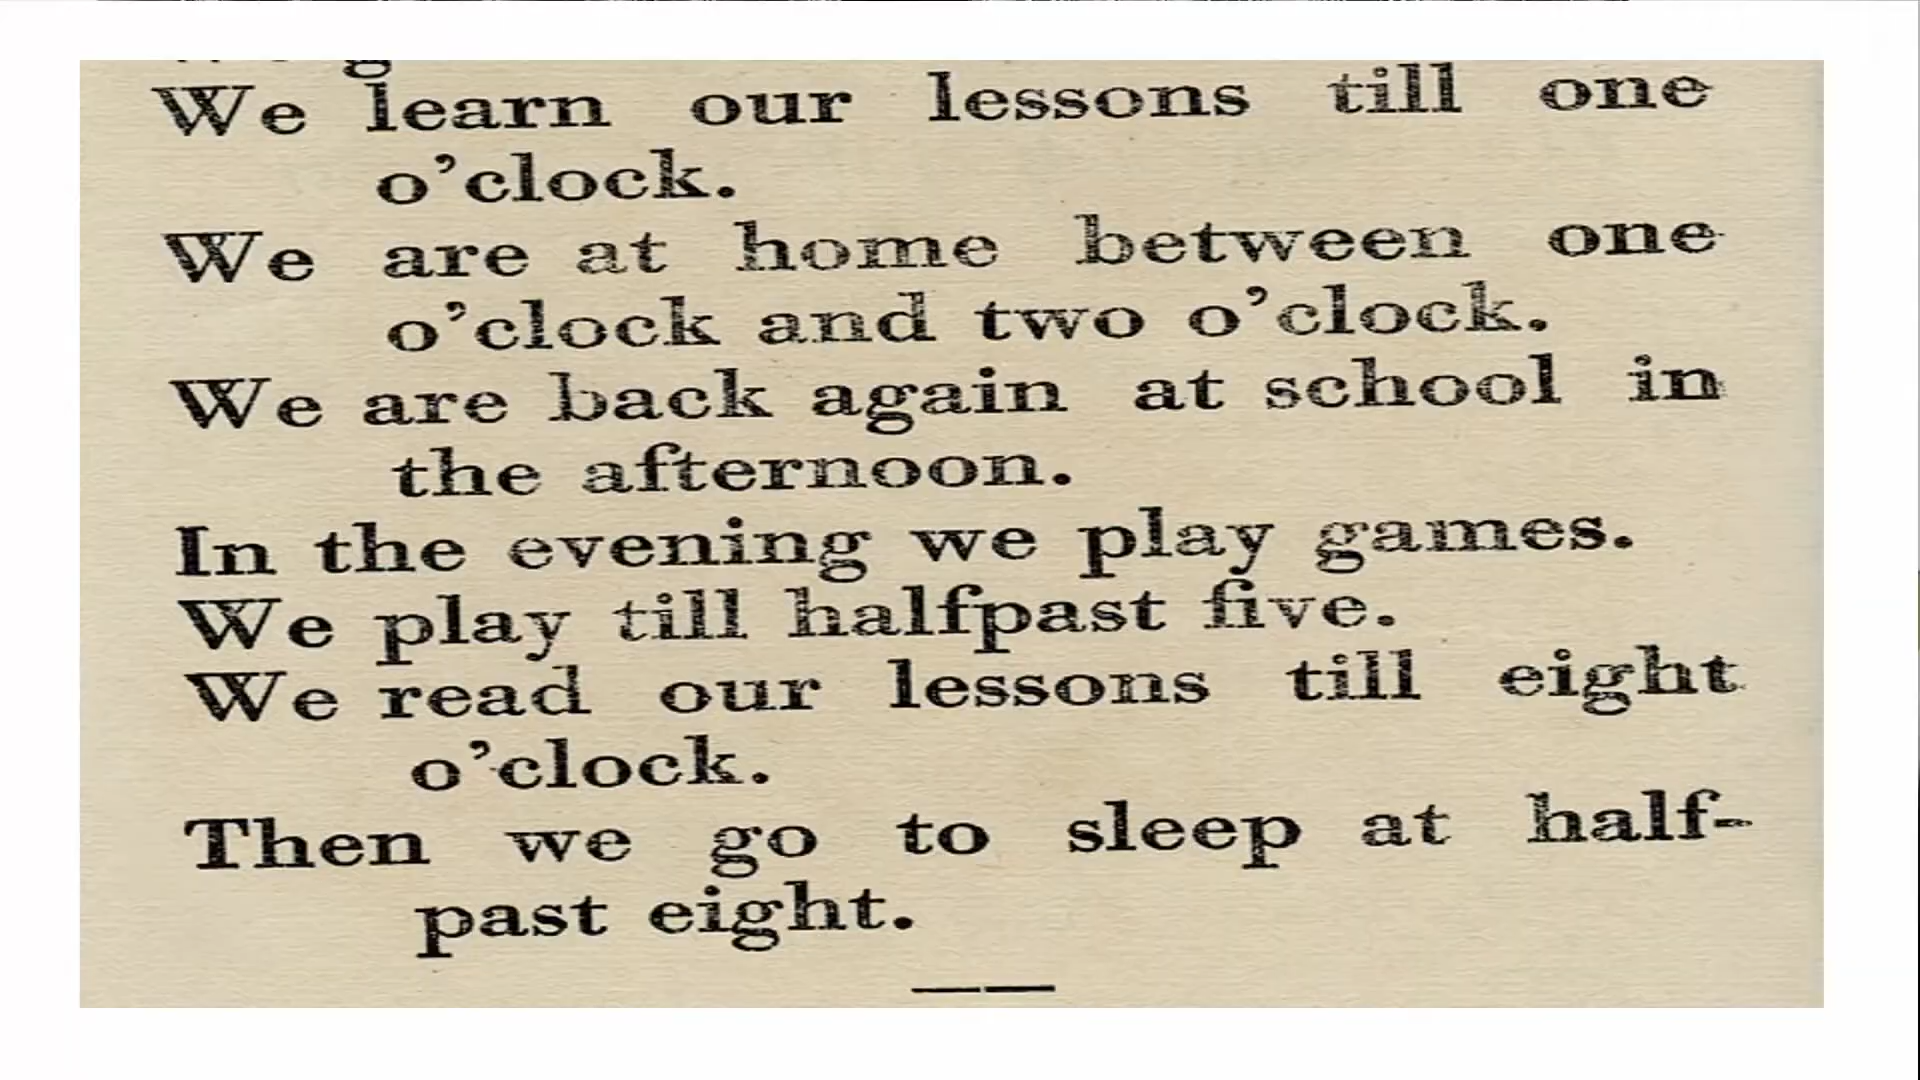 We learn our lessons till one
o'clock.
We are at home between one
o'clock and two o'clock.
We are back again at school in
the afternoon.
In the evening we play games.
We play till halfpast five.
We read our lessons till eight
o'clock.
Then we go to sleep at half-
past eight.